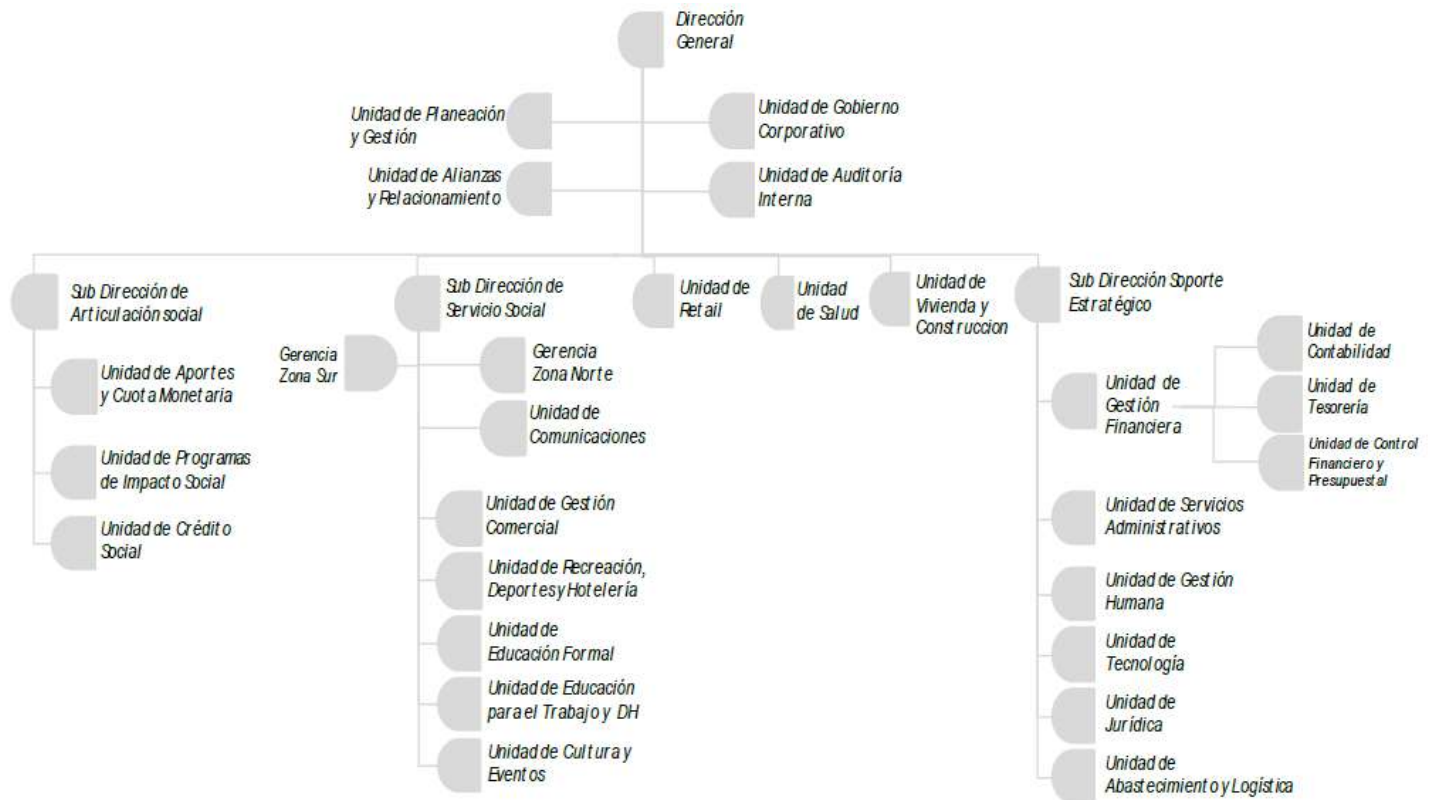 Dirección
General
Unidad de Planeación
y Gestión
Unidad de Gobierno
Corporativo
Unidad de Alianzas
y Relacionamiento
Unidad de Auditoría
Interna
Sub Dirección de
Articulación social
Sub Dirección de
Servicio Social
Unidad de
Retail
Unidad
de Salud
Unidad de
Vivienda y
Construccion
Sub Dirección Soporte
Estratégico
Unidad de Aportes
y Cuota Monetaria
Unidad de Programas
de Impacto Social
Unidad de Crédito
Social
Gerencia
Zona Sur
Gerencia
Zona Norte
Unidad de
Comunicaciones
Unidad de Gestión
Comercial
Unidad de Recreación,
Deportes y Hotelería
Unidad de
Educación Formal
Unidad de Educación
para el Trabajo y DH
Unidad de Cultura y
Eventos
Unidad de
Gestión
Financiera
Unidad de
Contabilidad
Unidad de
Tesorería
Unidad de Control
Financiero y
Presupuestal
Unidad de Servicios
Administrativos
Unidad de Gestión
Humana
Unidad de
Tecnología
Unidad de
Jurídica
Unidad de
Abastecimiento y Logística